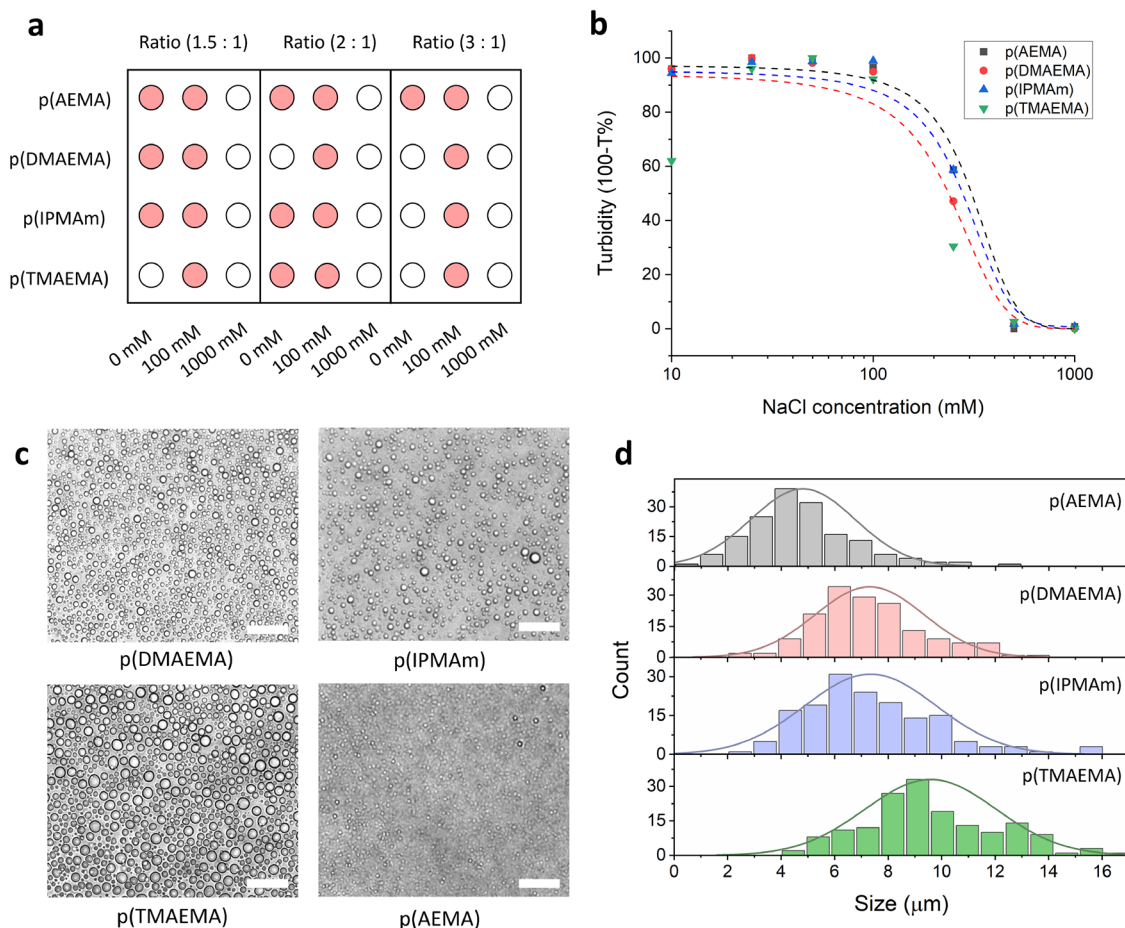 a
Ratio (1.5 : 1) Ratio (2 : 1) Ratio (3 : 1)
p(AEMA)
p(DMAEMA)
p(IPMAm)
p(TMAEMA)
0 mM 100 mM 1000 mM 0 mM 100 mM 1000 mM 0 mM 100 mM 1000 mM
b
Turbidity (100-T%)
100
80
60
40
20
0
10 100 1000
NaCl concentration (mM)
p(AEMA)
p(DMAEMA)
p(IPMAm)
p(TMAEMA)
c
p(DMAEMA) p(IPMAm)
p(TMAEMA) p(AEMA)
d
Count
p(AEMA)
30
15
0
p(DMAEMA)
30
15
0
p(IPMAm)
30
15
0
p(TMAEMA)
30
15
0
0 2 4 6 8 10 12 14 16
Size (μm)